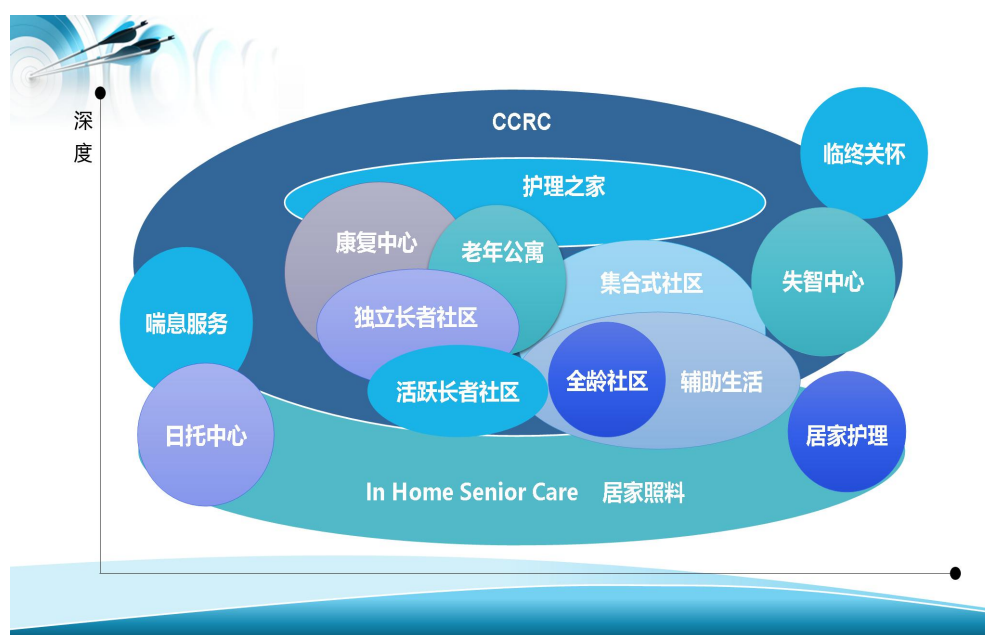 深
度
CCRC
临终关怀
护理之家
康复中心
老年公寓
集合式社区
失智中心
喘息服务
独立长者社区
活跃长者社区
全龄社区
辅助生活
日托中心
居家护理
In Home Senior Care 居家照料